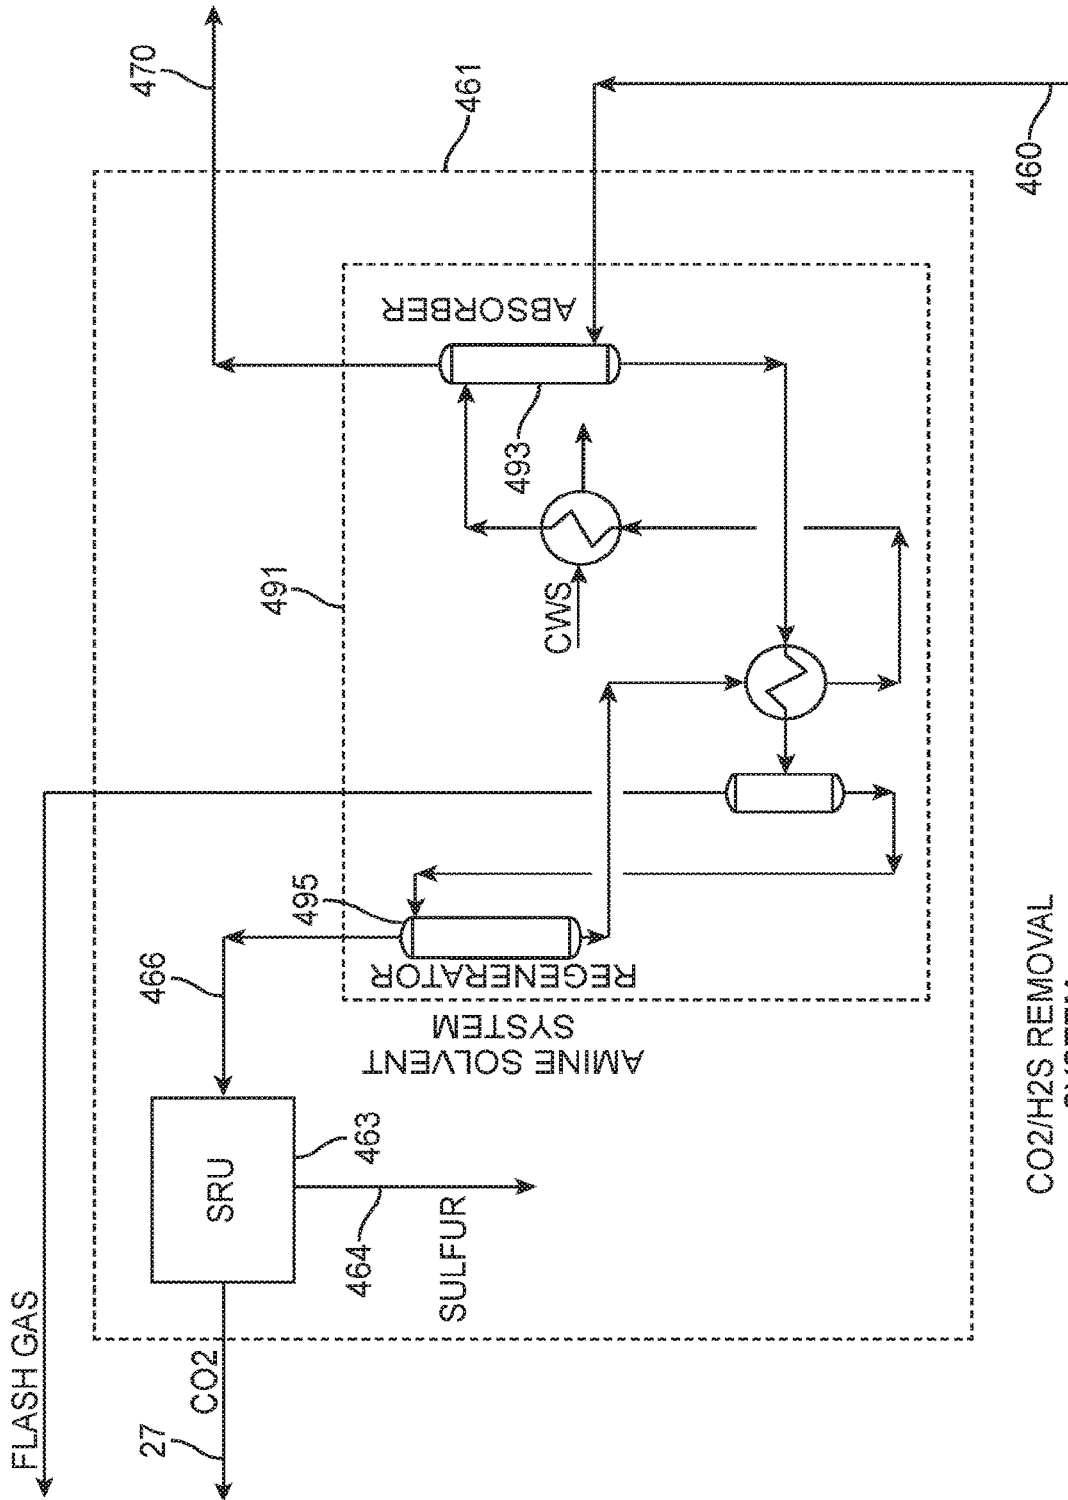 FLASH GAS
27
CO2
SRU
463
464
SULFUR
466
495
REGENERATOR
AMINE SOLVENT
SYSTEM
491
CWS
493
ABSORBER
470
461
460
CO2/H2S REMOVAL